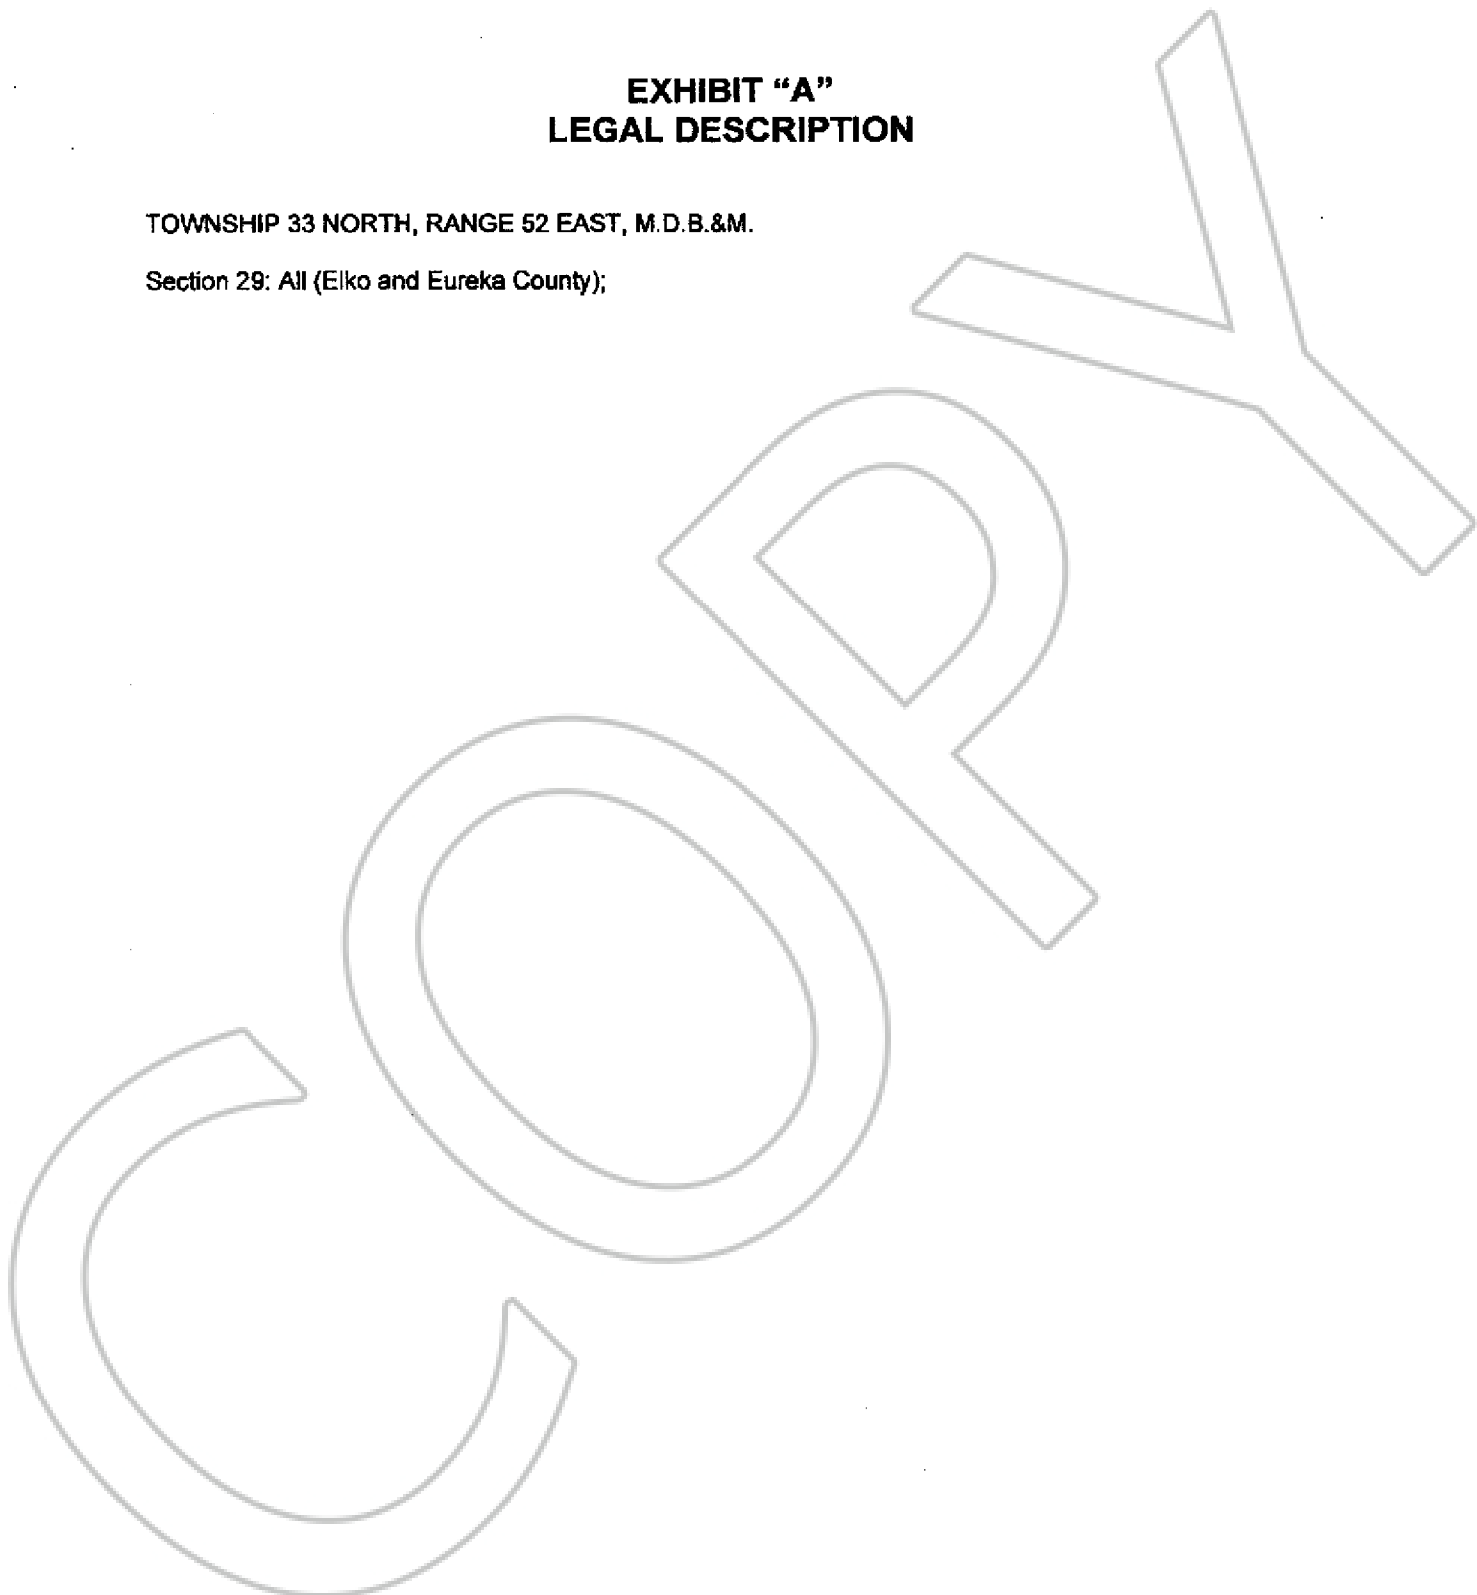 EXHIBIT “A”
LEGAL DESCRIPTION
TOWNSHIP 33 NORTH, RANGE 52 EAST, M.D.B.&M.
Section 29: All (Elko and Eureka County);
COPY